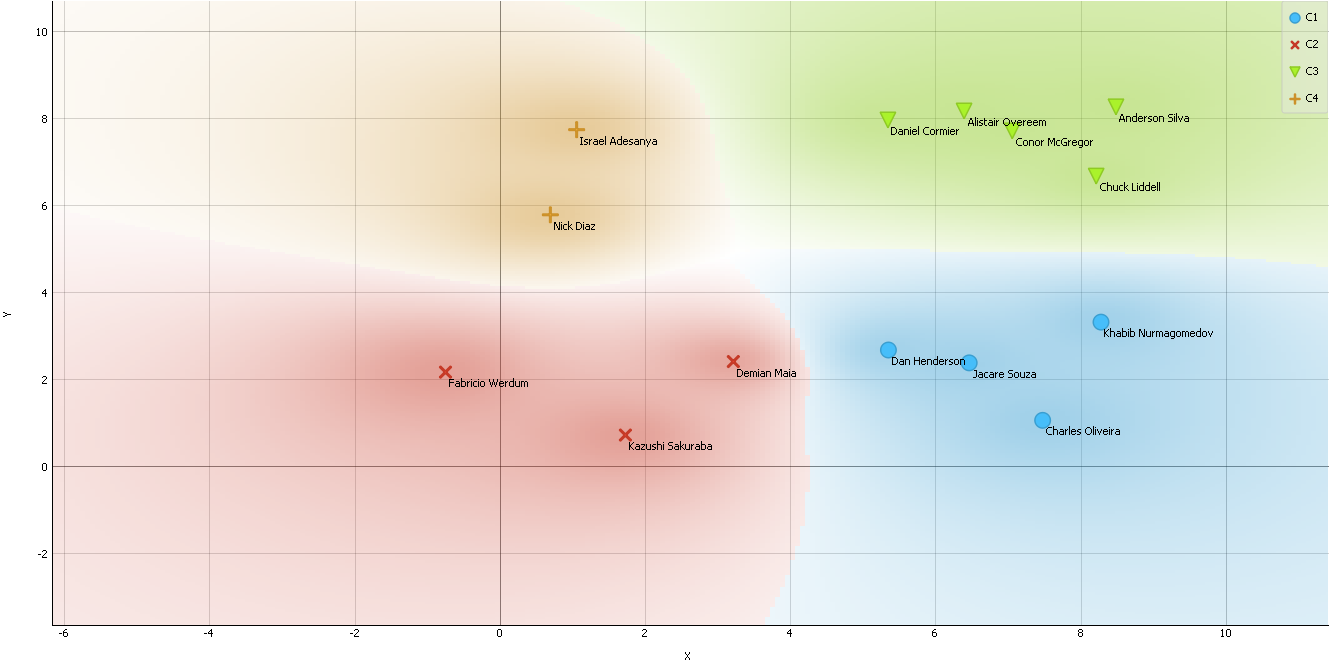 10
8
6
4
2
0
-2
-6
-4
-2
0
2
4
6
8
10
X
Y
C1
C2
C3
C4
Israel Adesanya
Nick Diaz
Daniel Cormier
Alistair Overeem
Conor McGregor
Anderson Silva
Chuck Liddell
Fabricio Werdum
Demian Maia
Kazushi Sakuraba
Dan Henderson
Jacare Souza
Khabib Nurmagomedov
Charles Oliveira